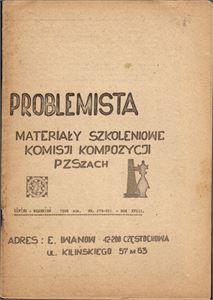 PROBLEMISTA
MATERIAŁY SZKOLENIOWE
KOMISJI KOMPOZYCJI
PZSzach
ADRES: E. IWANOW 42-200 CZĘSTOCHOWA
UL. KILIŃSKIEGO 57 M 53